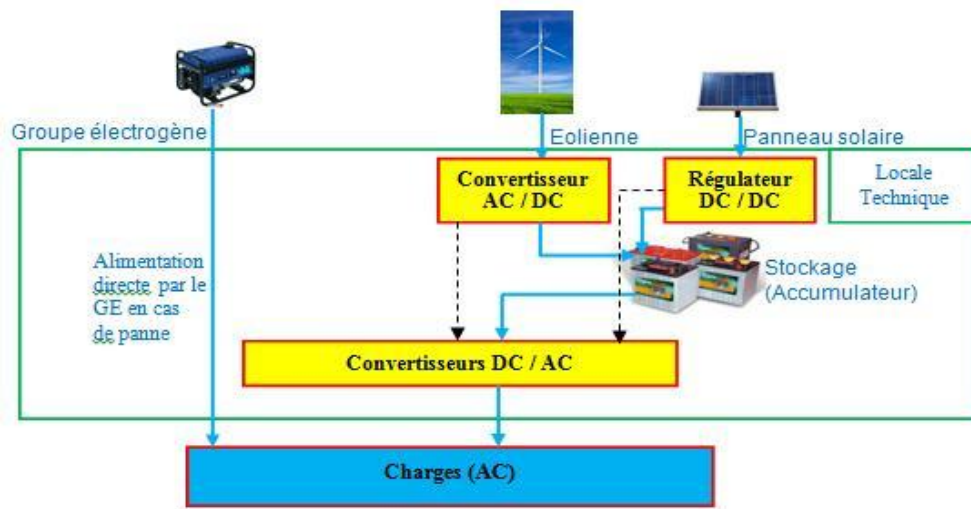 Groupe électrogène
Eolienne
Panneau solaire
Convertisseur
AC / DC
Régulateur
DC / DC
Locale
Technique
Alimentation
directe par le
GE en cas
de panne
Stockage
(Accumulateur)
Convertisseurs DC / AC
Charges (AC)